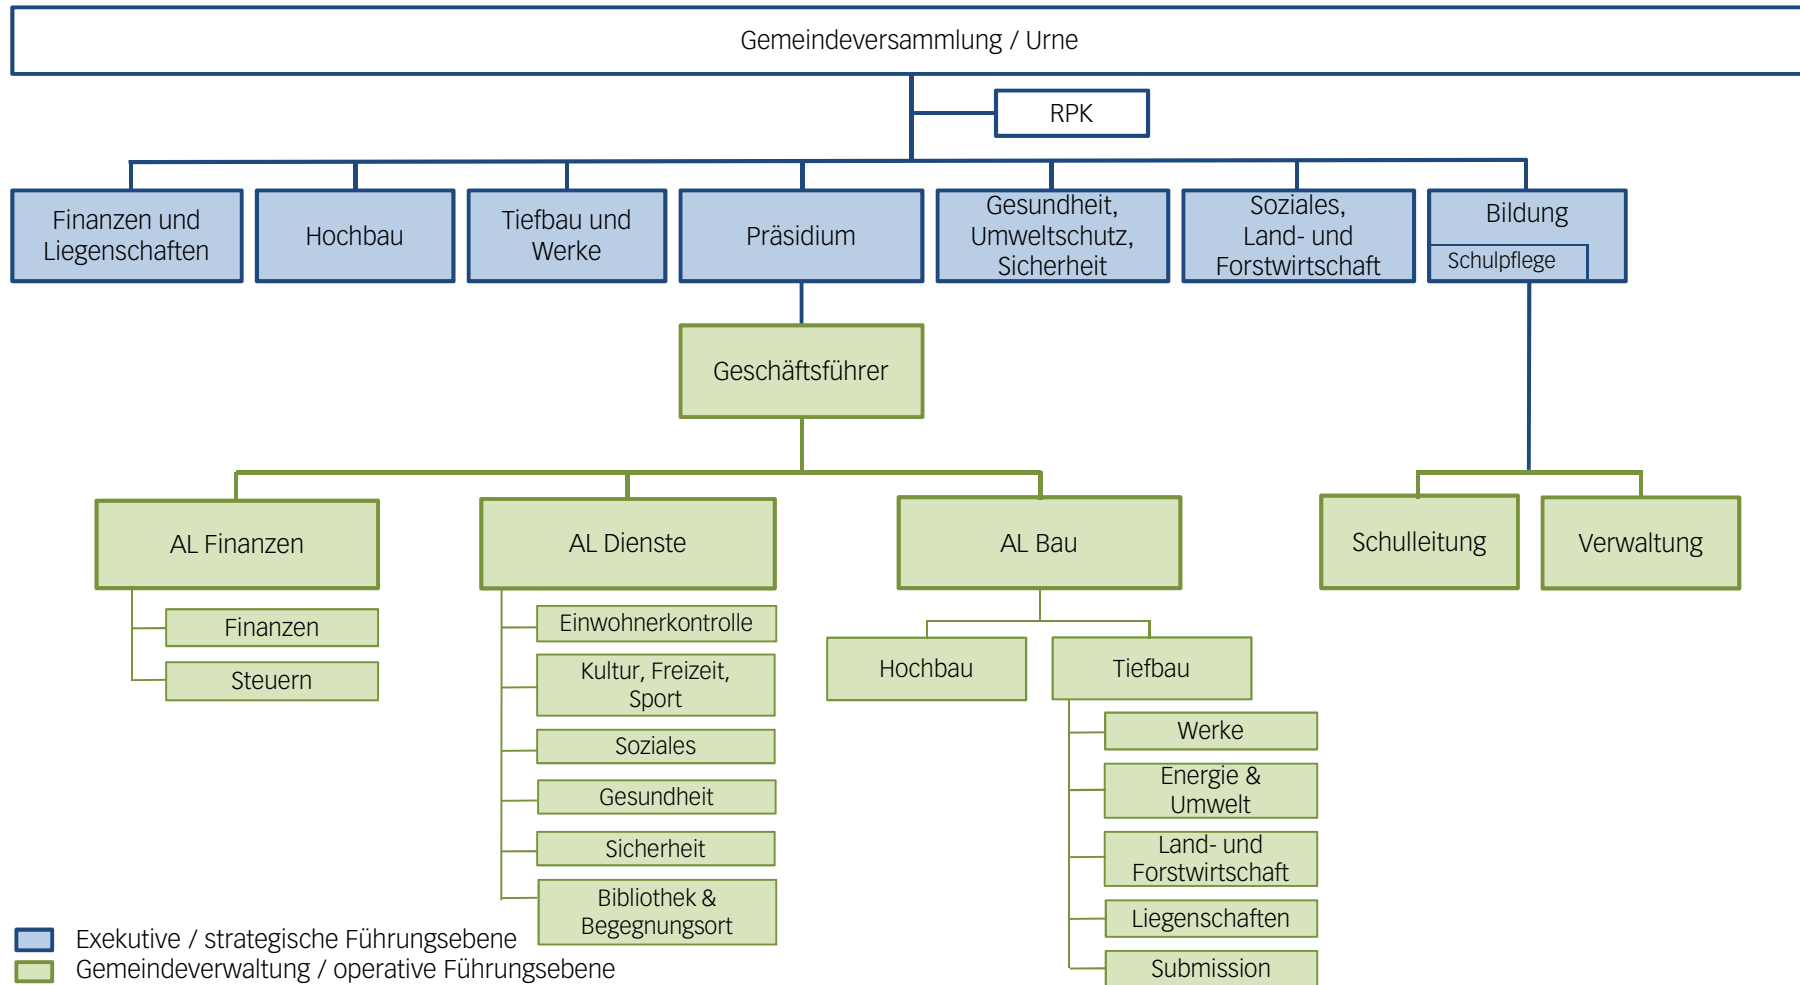 Gemeindeversammlung / Urne
RPK
Finanzen und
Liegenschaften
Hochbau
Tiefbau und
Werke
Präsidium
Gesundheit,
Umweltschutz,
Sicherheit
Soziales,
Land- und
Forstwirtschaft
Bildung
Schulpflege
Geschäftsführer
AL Finanzen
AL Dienste
AL Bau
Schulleitung
Verwaltung
Finanzen
Steuern
Einwohnerkontrolle
Kultur, Freizeit,
Sport
Soziales
Gesundheit
Sicherheit
Bibliothek &
Begegnungsort
Hochbau
Tiefbau
Werke
Energie &
Umwelt
Land- und
Forstwirtschaft
Liegenschaften
Submission
Exekutive / strategische Führungsebene
Gemeindeverwaltung / operative Führungsebene